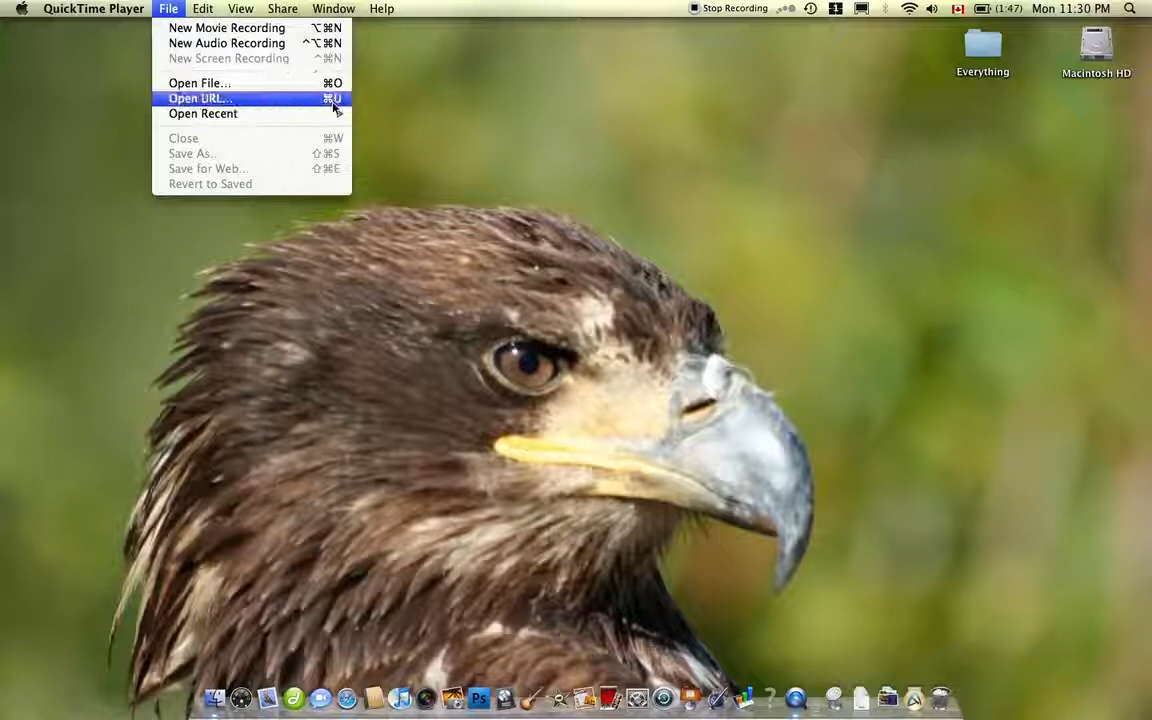 QuickTime Player File Edit View Share Window Help Stop Recording 1 (1:47) Mon 11:30 PM
New Movie Recording ⌥⌘N
New Audio Recording ^⌥⌘N
New Screen Recording ^⌘N
Open File... ⌘O
Open URL... ⌘U
Open Recent
Close ⌘W
Save As... ⇧⌘S
Save for Web... ⇧⌘E
Revert to Saved
Everything
Macintosh HD
Ps